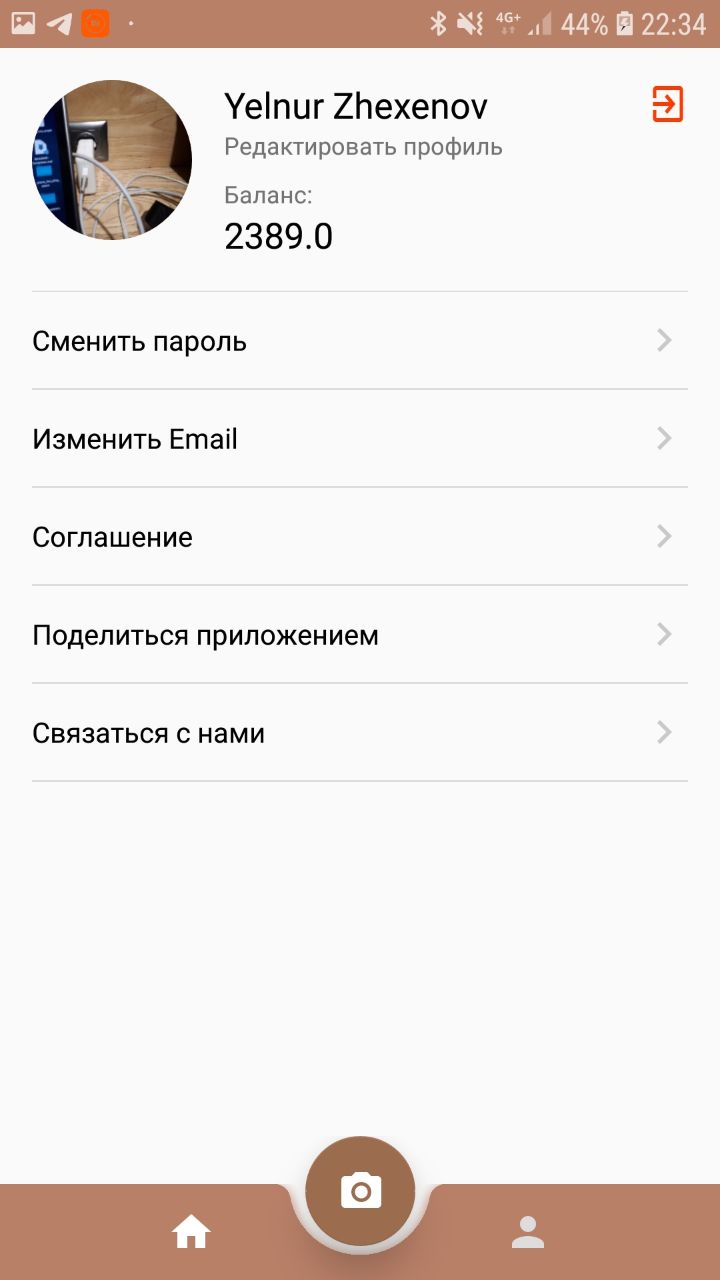 4G+ 44% 22:34
Yelnur Zhexenov
Редактировать профиль
Баланс:
2389.0
Сменить пароль
Изменить Email
Соглашение
Поделиться приложением
Связаться с нами